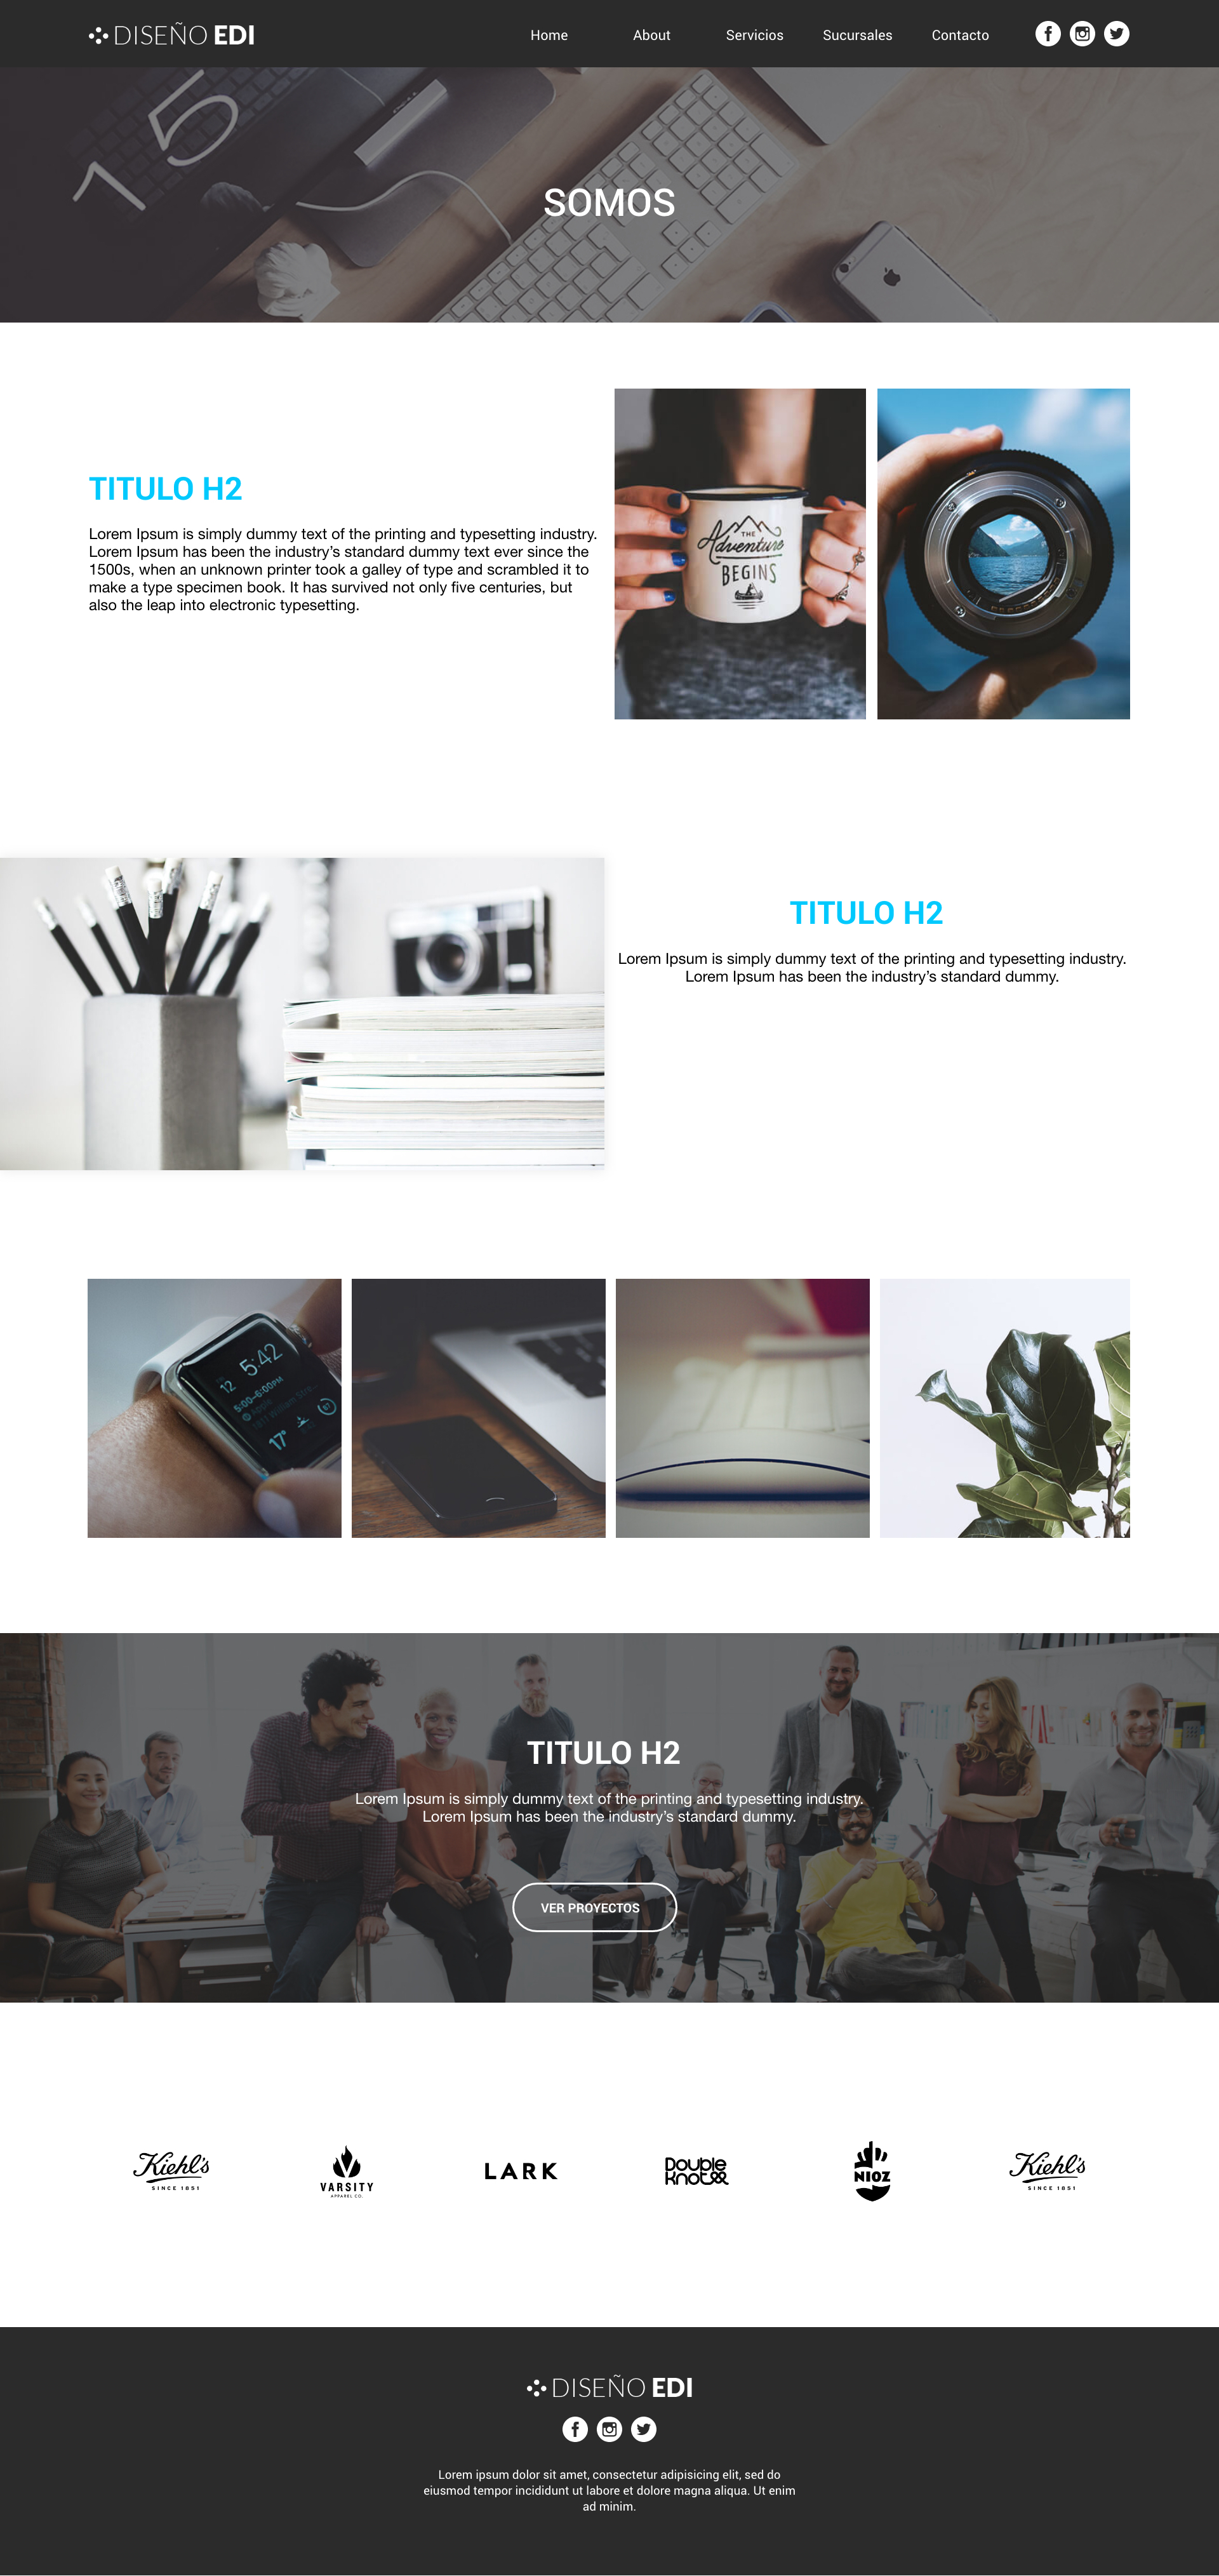 DISEÑO EDI
Home About Servicios Sucursales Contacto
15
SOMOS
TITULO H2
Lorem Ipsum is simply dummy text of the printing and typesetting industry.
Lorem Ipsum has been the industry’s standard dummy text ever since the
1500s, when an unknown printer took a galley of type and scrambled it to
make a type specimen book. It has survived not only five centuries, but
also the leap into electronic typesetting.
THE
Adventure
BEGINS
TITULO H2
Lorem Ipsum is simply dummy text of the printing and typesetting industry.
Lorem Ipsum has been the industry’s standard dummy.
5:42
12
5:00–6:00PM
Apple
17°
87
TITULO H2
Lorem Ipsum is simply dummy text of the printing and typesetting industry.
Lorem Ipsum has been the industry’s standard dummy.
VER PROYECTOS
Kiehl's
SINCE 1851
VARSITY
APPAREL CO.
LARK
Double
Knot&
NIOZ
Kiehl's
SINCE 1851
DISEÑO EDI
Lorem ipsum dolor sit amet, consectetur adipisicing elit, sed do
eiusmod tempor incididunt ut labore et dolore magna aliqua. Ut enim
ad minim.